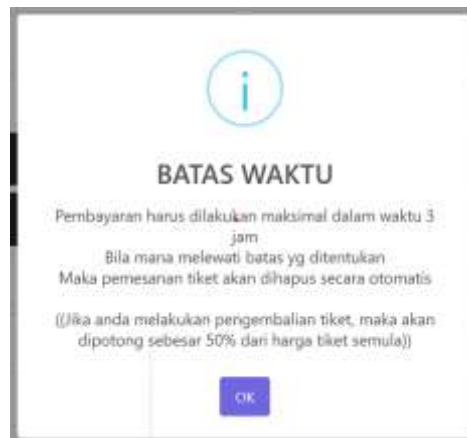 BATAS WAKTU
Pembayaran harus dilakukan maksimal dalam waktu 3
jam
Bila mana melewati batas yg ditentukan
Maka pemesanan tiket akan dihapus secara otomatis
((Jika anda melakukan pengembalian tiket, maka akan
dipotong sebesar 50% dari harga tiket semula))
OK